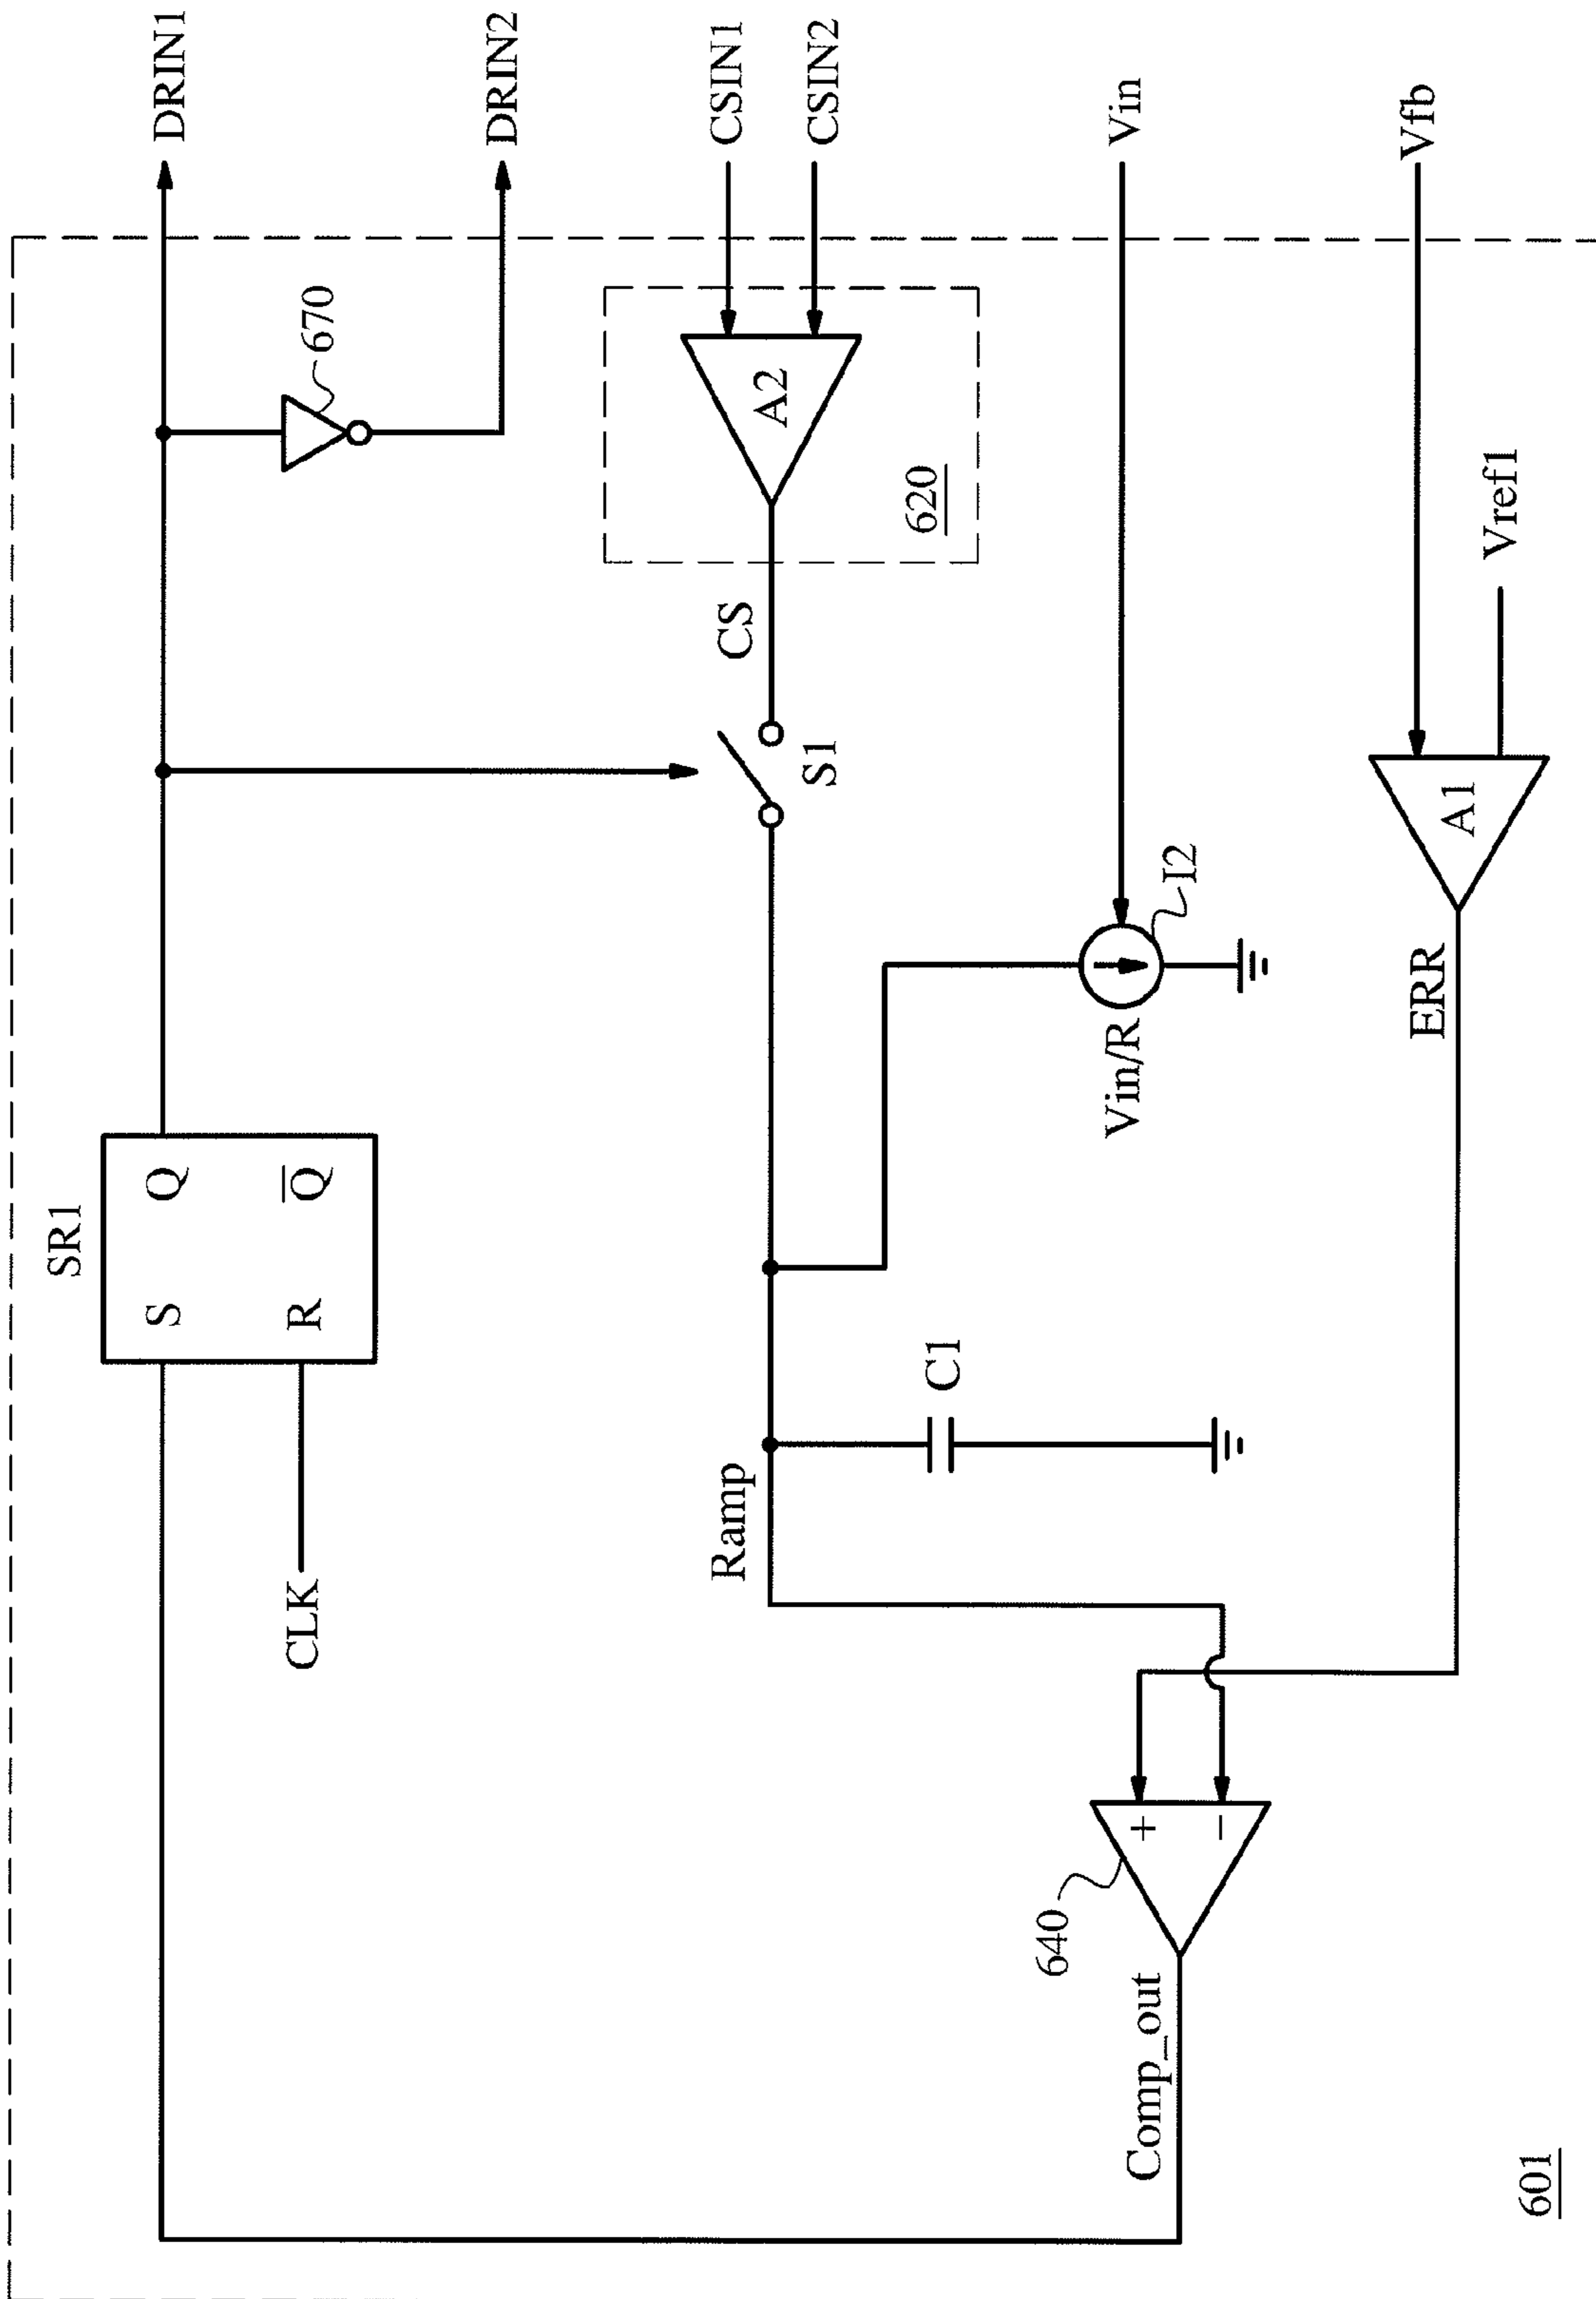 DRIN1
DRIN2
CSIN1
CSIN2
Vin
Vfb
670
A2
620
CS
S1
Vref1
A1
I2
Vin/R
ERR
SR1
S Q
R Q̅
CLK
C1
Ramp
+
−
640
Comp_out
601